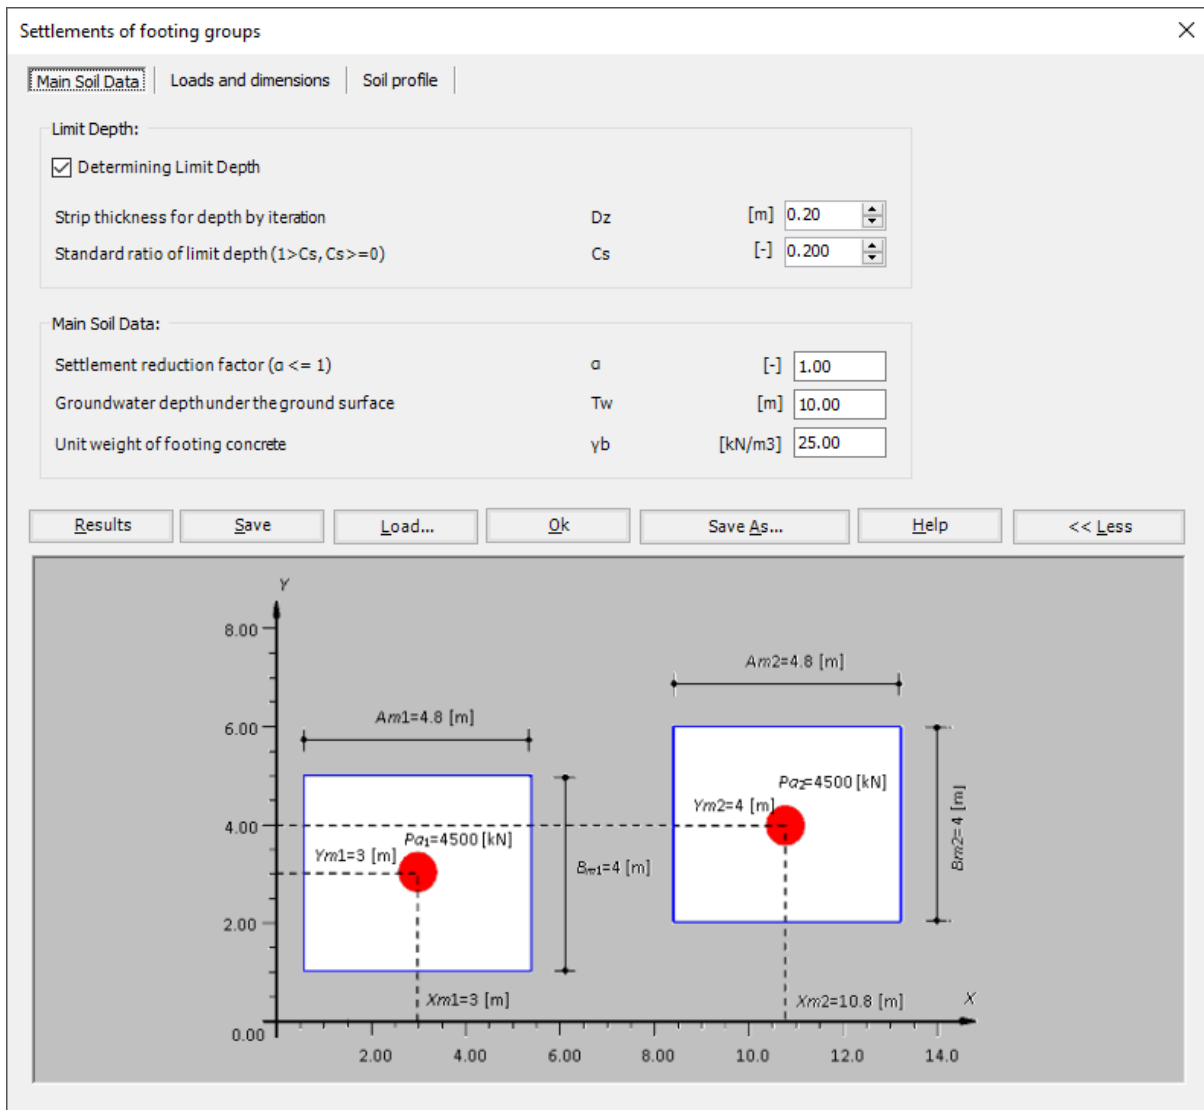 Settlements of footing groups
Main Soil Data Loads and dimensions Soil profile
Limit Depth:
Determining Limit Depth
Strip thickness for depth by iteration Dz [m] 0.20
Standard ratio of limit depth (1>Cs, Cs>=0) Cs [-] 0.200
Main Soil Data:
Settlement reduction factor (α <= 1) α [-] 1.00
Groundwater depth under the ground surface Tw [m] 10.00
Unit weight of footing concrete γb [kN/m3] 25.00
Results Save Load... Ok Save As... Help << Less
Y
8.00
Am2=4.8 [m]
Am1=4.8 [m]
6.00
Pa2=4500 [kN]
Ym2=4 [m]
4.00
Pa1=4500 [kN]
Ym1=3 [m]
Bm1=4 [m]
Bm2=4 [m]
2.00
Xm1=3 [m]
Xm2=10.8 [m]
X
0.00
2.00 4.00 6.00 8.00 10.0 12.0 14.0